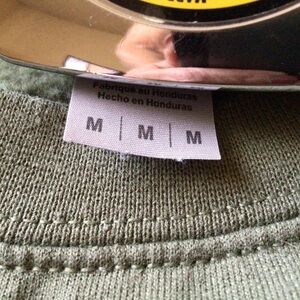 Fabriqué au Honduras
Hecho en Honduras
M | M | M